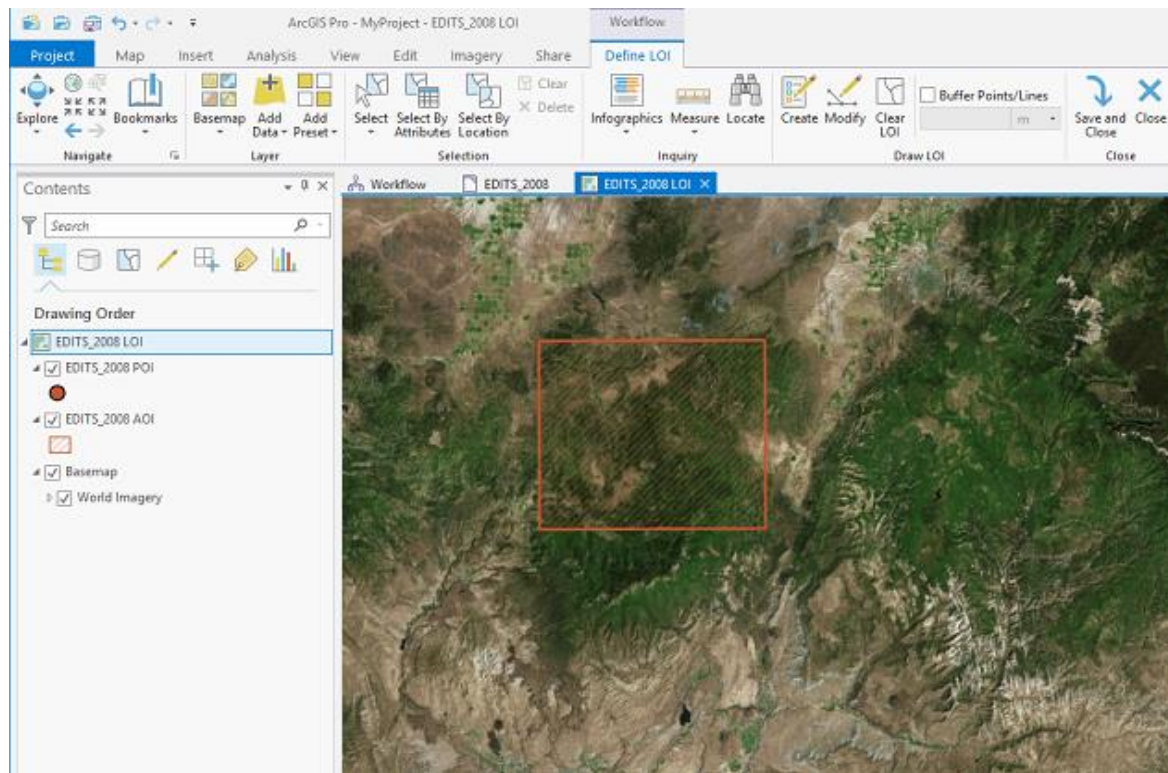 ArcGIS Pro - MyProject - EDITS_2008 LOI
Workflow
Project Map Insert Analysis View Edit Imagery Share Define LOI
Explore Bookmarks Basemap Add Data Add Preset Select Select By Attributes Select By Location Clear Delete Infographics Measure Locate Create Modify Clear LOI Buffer Points/Lines m Save and Close Close
Navigate Layer Selection Inquiry Draw LOI Close
Contents
Workflow EDITS_2008 EDITS_2008 LOI
Search
Drawing Order
EDITS_2008 LOI
EDITS_2008 POI
EDITS_2008 AOI
Basemap
World Imagery